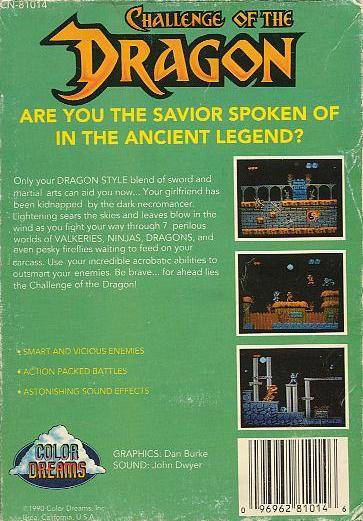 CN-81014
CHALLENGE OF THE
DRAGON
ARE YOU THE SAVIOR SPOKEN OF
IN THE ANCIENT LEGEND?
Only your DRAGON STYLE blend of sword and
martial arts can aid you now... Your girlfriend has
been kidnapped by the dark necromancer.
Lightening sears the skies and leaves blow in the
wind as you fight your way through 7 perilous
worlds of VALKERIES, NINJAS, DRAGONS, and
even pesky fireflies waiting to feed on your
carcass. Use your incredible acrobatic abilities to
outsmart your enemies. Be brave... for ahead lies
the Challenge of the Dragon!
• SMART AND VICIOUS ENEMIES
• ACTION PACKED BATTLES
• ASTONISHING SOUND EFFECTS
COLOR
DREAMS
GRAPHICS: Dan Burke
SOUND: John Dwyer
©1990 Color Dreams, Inc.
Brea, California, U.S.A.
0 96962 81014 6